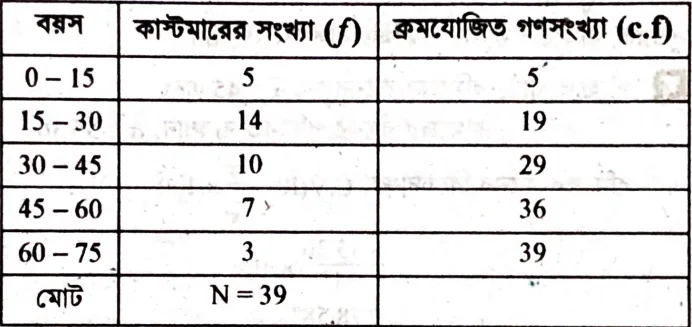 বয়স কাস্টমারের সংখ্যা (f) ক্রমযোজিত গণসংখ্যা (c.f)
0 – 15 5 5
15 – 30 14 19
30 – 45 10 29
45 – 60 7 36
60 – 75 3 39
মোট N = 39